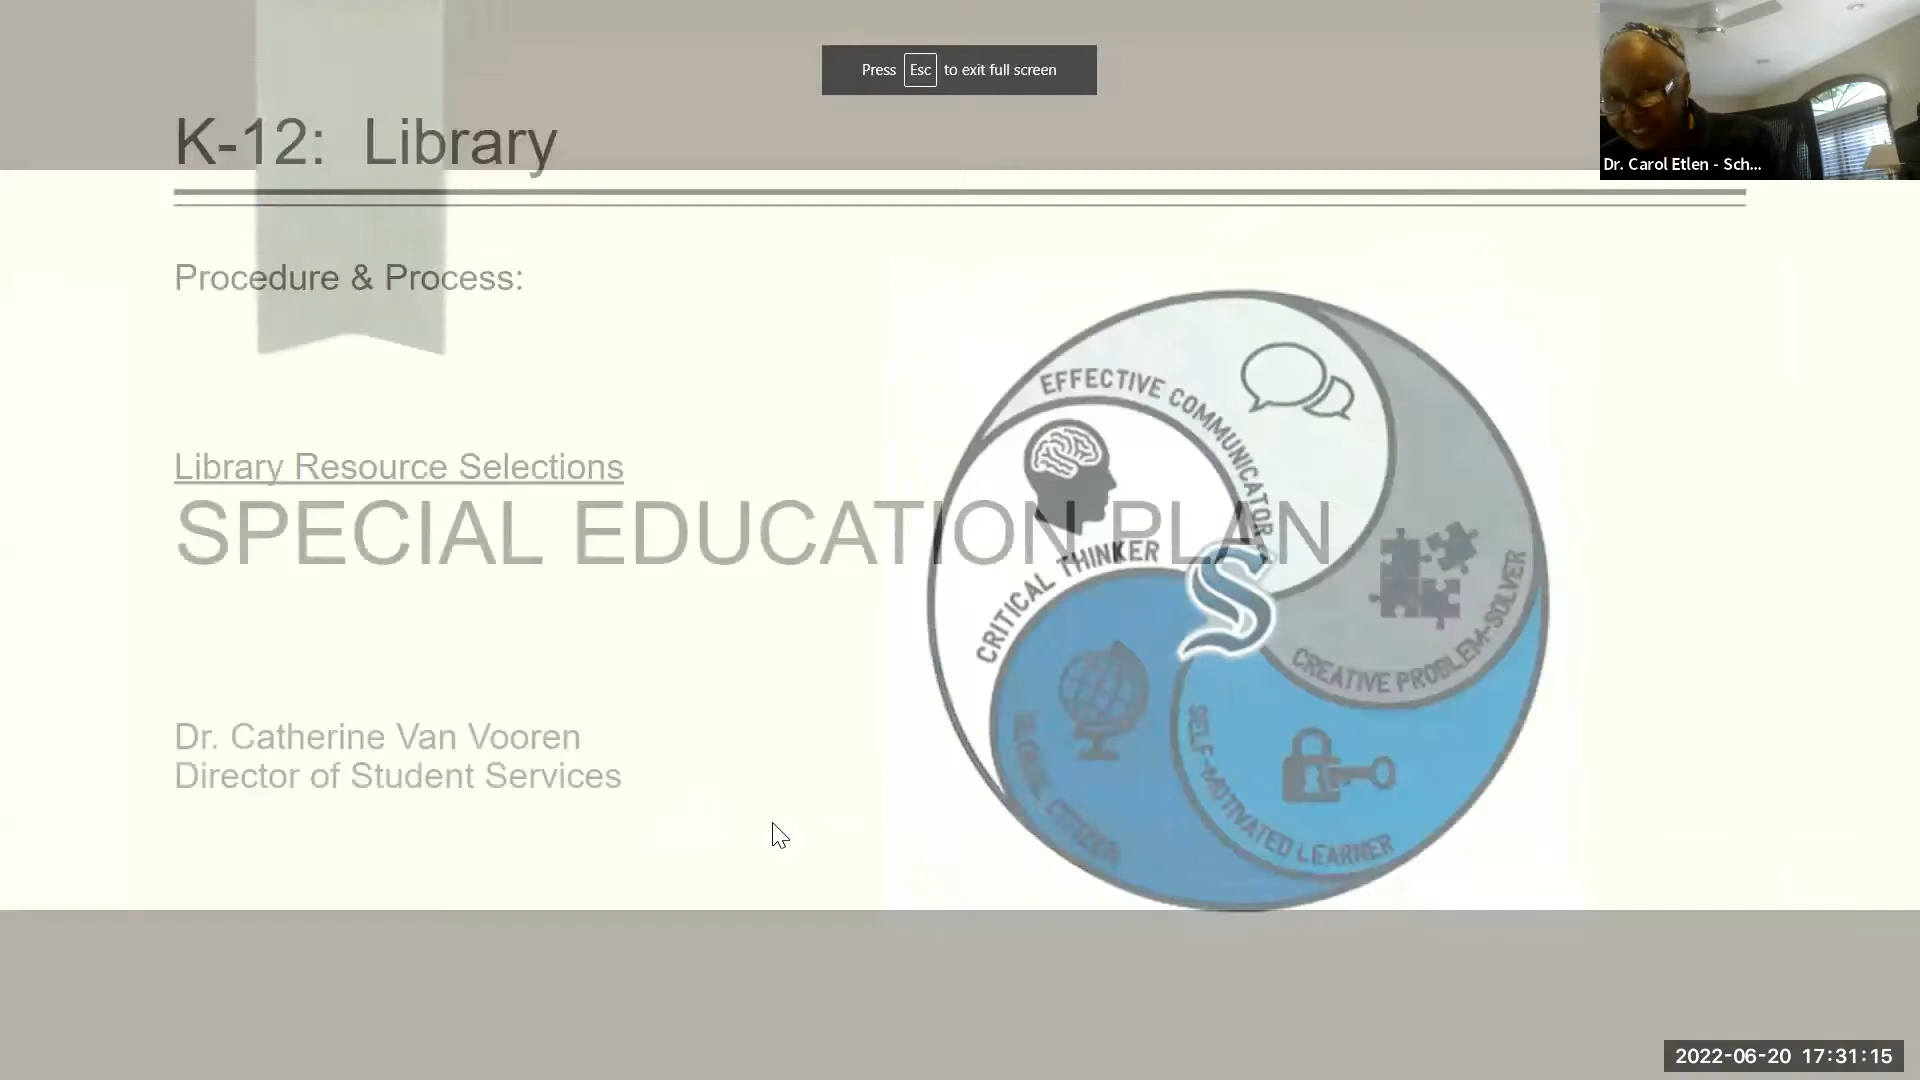 Press Esc to exit full screen
K-12: Library
Dr. Carol Etlen - Sch...
Procedure & Process:
EFFECTIVE COMMUNICATOR
Library Resource Selections
SPECIAL EDUCATION PLAN
CRITICAL THINKER
S
CREATIVE PROBLEM-SOLVER
SELF-MOTIVATED LEARNER
GLOBAL CITIZEN
Dr. Catherine Van Vooren
Director of Student Services
2022-06-20 17:31:15